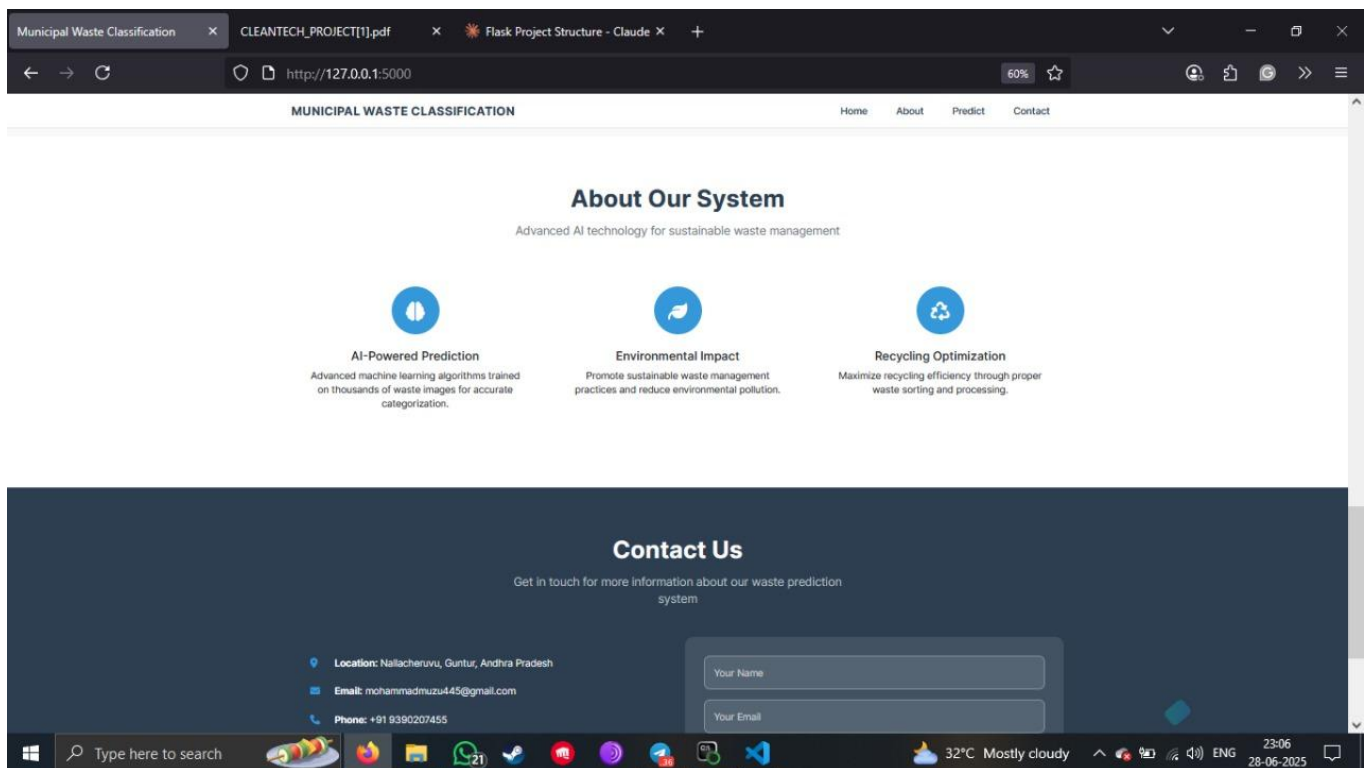 Municipal Waste Classification
CLEANTECH_PROJECT[1].pdf
Flask Project Structure - Claude
http://127.0.0.1:5000
60%
MUNICIPAL WASTE CLASSIFICATION
Home About Predict Contact
About Our System
Advanced AI technology for sustainable waste management
AI-Powered Prediction
Advanced machine learning algorithms trained
on thousands of waste images for accurate
categorization.
Environmental Impact
Promote sustainable waste management
practices and reduce environmental pollution.
Recycling Optimization
Maximize recycling efficiency through proper
waste sorting and processing.
Contact Us
Get in touch for more information about our waste prediction
system
Location: Nallacheruvu, Guntur, Andhra Pradesh
Email: mohammadmuzu445@gmail.com
Phone: +91 9390207455
Your Name
Your Email
Type here to search
21
36
32°C Mostly cloudy
ENG
23:06
28-06-2025